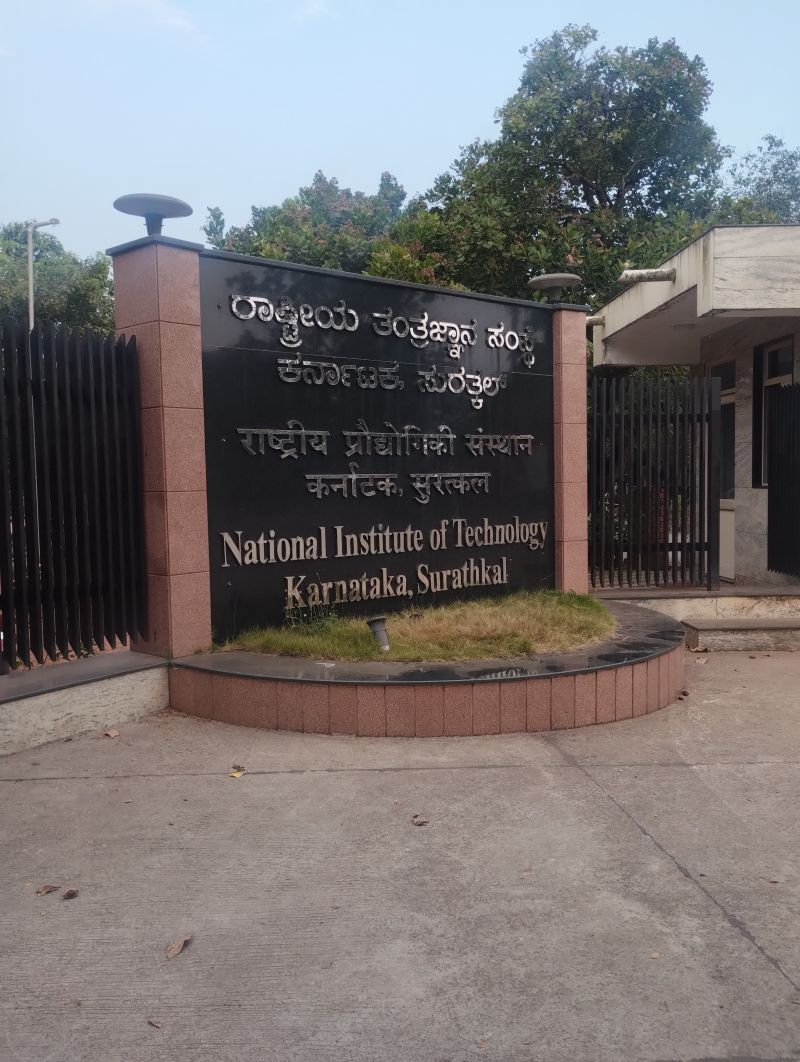 ರಾಷ್ಟ್ರೀಯ ತಂತ್ರಜ್ಞಾನ ಸಂಸ್ಥೆ
ಕರ್ನಾಟಕ, ಸುರತ್ಕಲ್
राष्ट्रीय प्रौद्योगिकी संस्थान
कर्नाटक, सुरत्कल
National Institute of Technology
Karnataka, Surathkal